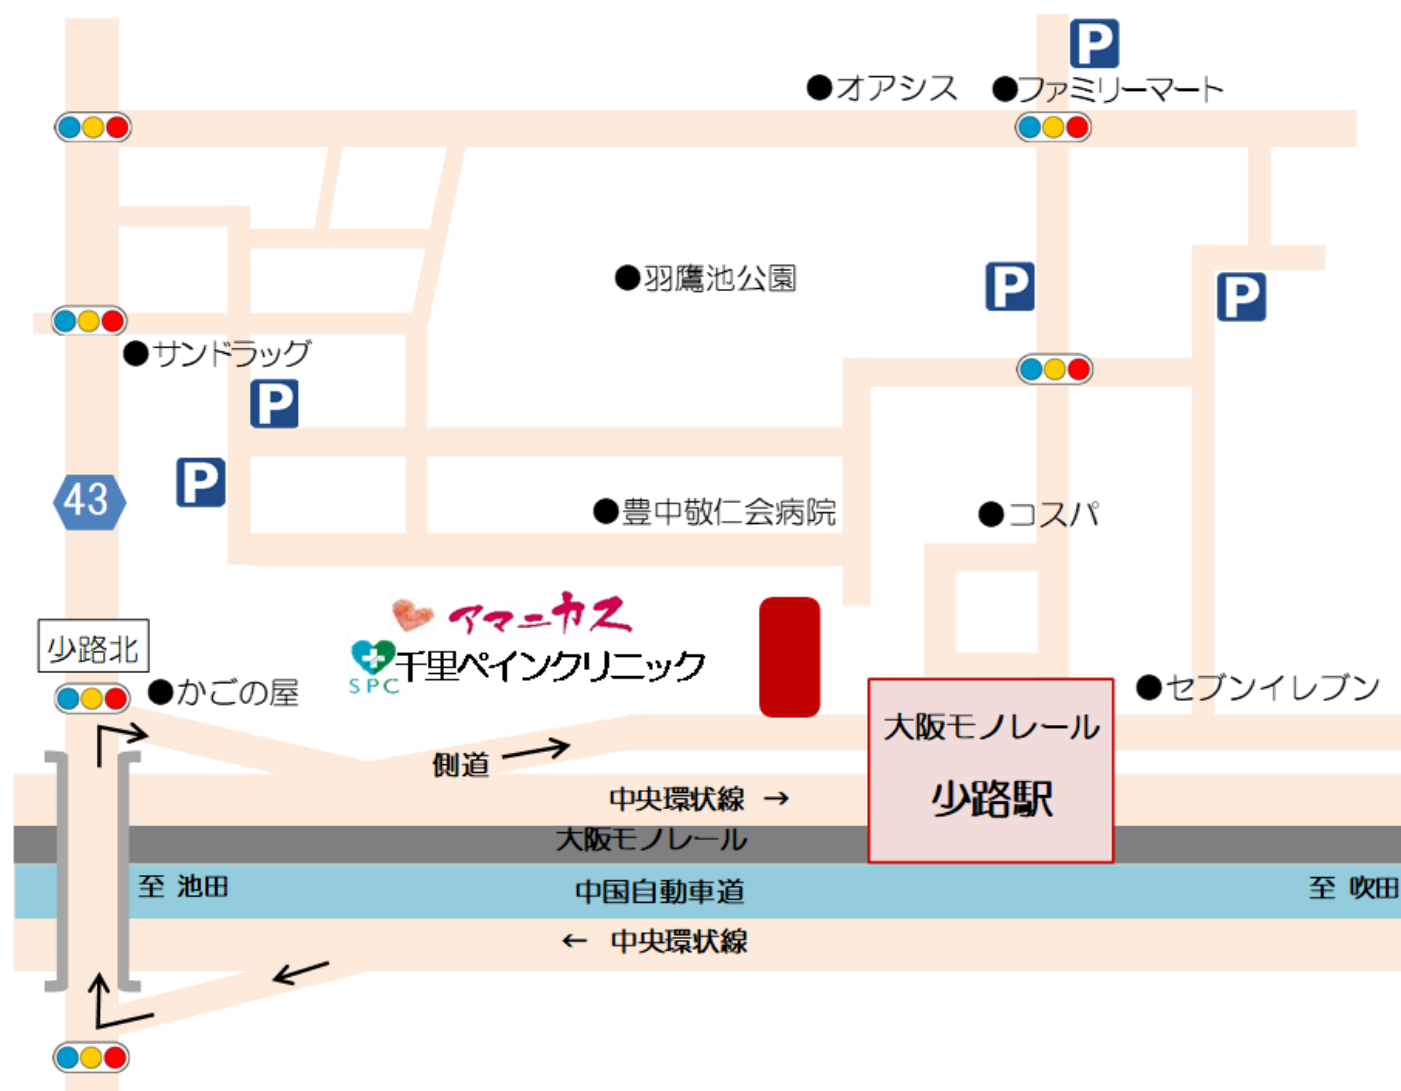 P
●オアシス
●ファミリーマート
●羽鷹池公園
P
P
●サンドラッグ
P
P
43
●豊中敬仁会病院
●コスパ
アマニカス
少路北
SPC
千里ペインクリニック
●かごの屋
●セブンイレブン
大阪モノレール
少路駅
側道
中央環状線 →
大阪モノレール
至 池田
中国自動車道
至 吹田
← 中央環状線